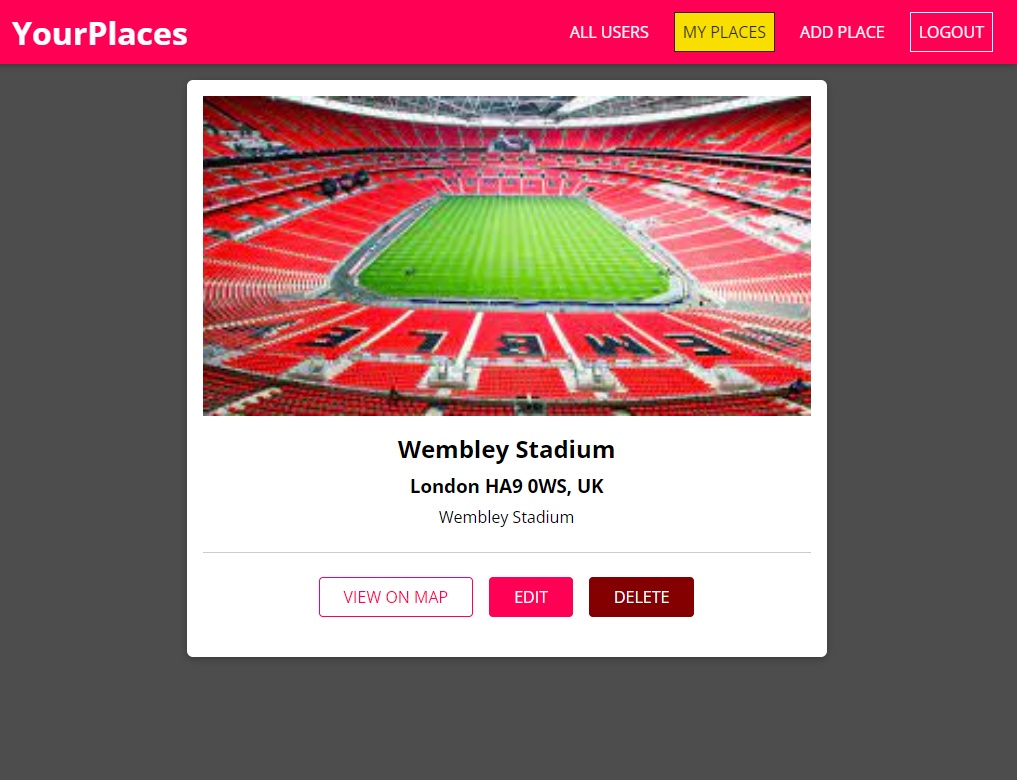 YourPlaces
ALL USERS
MY PLACES
ADD PLACE
LOGOUT
Wembley Stadium
London HA9 0WS, UK
Wembley Stadium
VIEW ON MAP
EDIT
DELETE